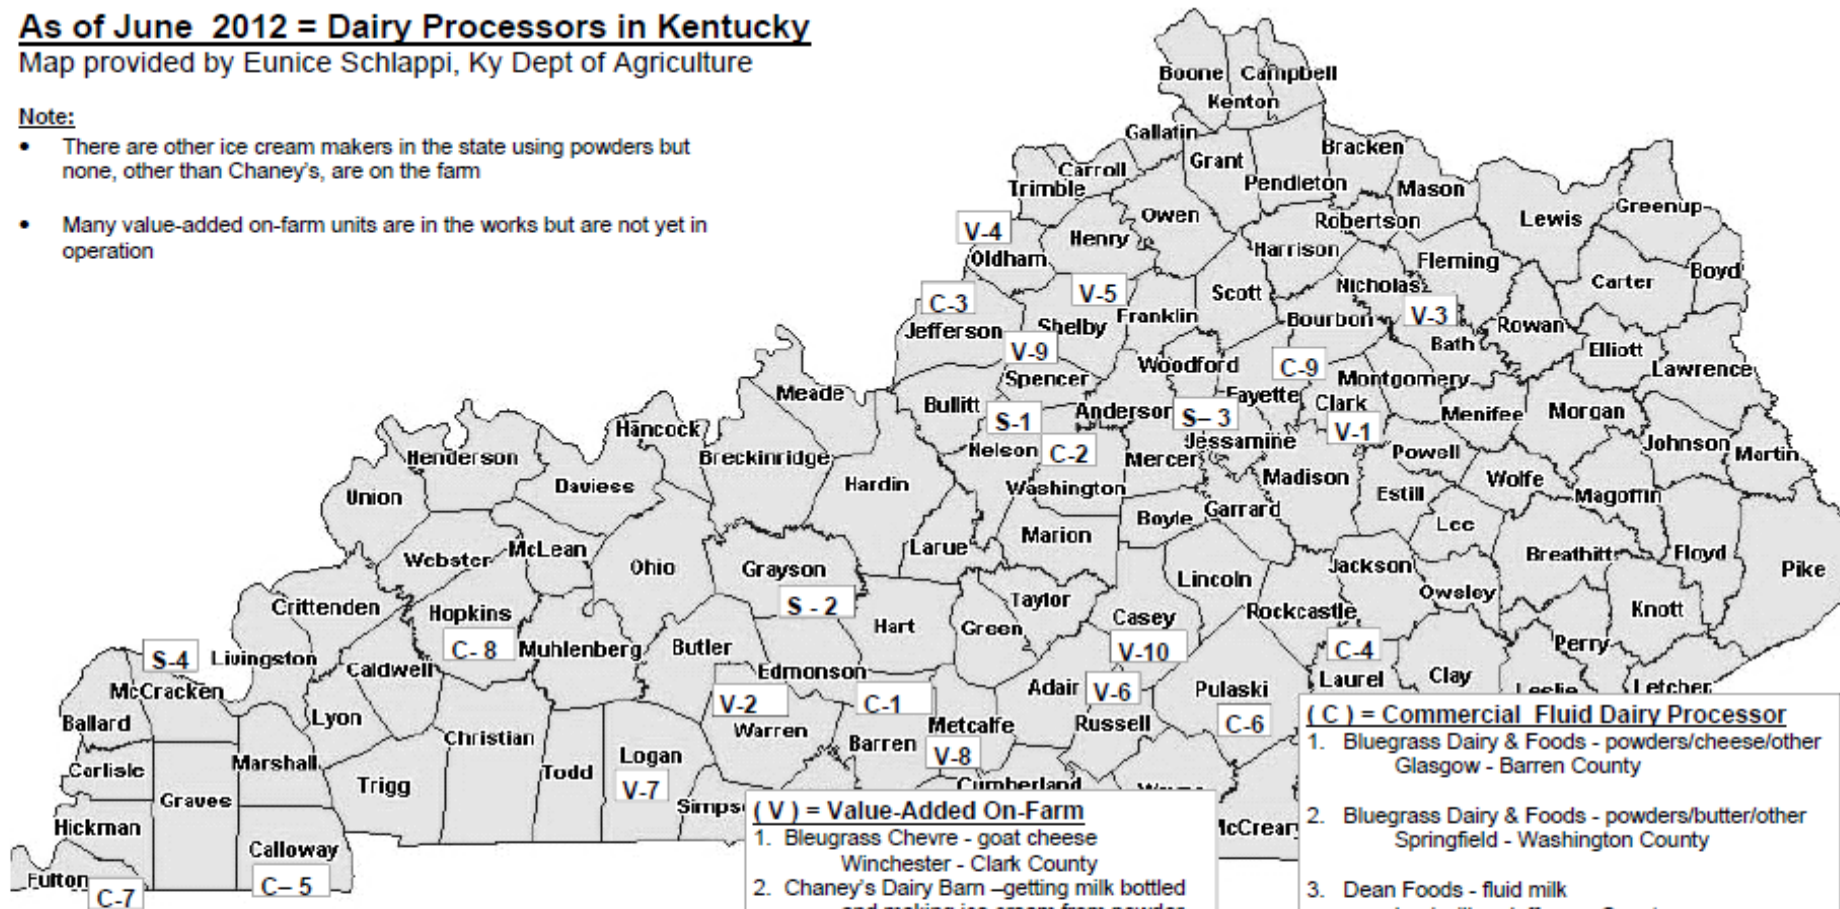 As of June 2012 = Dairy Processors in Kentucky
Map provided by Eunice Schlappi, Ky Dept of Agriculture
Note:
• There are other ice cream makers in the state using powders but
none, other than Chaney's, are on the farm
• Many value-added on-farm units are in the works but are not yet in
operation
Boone Campbell
Kenton
Gallatin
Grant
Bracken
Carroll
Trimble
Pendleton
Mason
Owen
Robertson
Lewis
Greenup
V-4
Henry
Harrison
Oldham
Fleming
Boyd
Carter
Nicholas
V-5
Scott
C-3
Franklin
Bourbon
V-3
Rowan
Jefferson
Shelby
Bath
Elliott
V-9
Woodford
C-9
Lawrence
Spencer
Montgomery
Meade
Fayette
Clark
Bullitt
Anderson
S– 3
Menifee
Morgan
S-1
Hancock
V-1
Jessamine
Johnson
Nelson
C-2
Mercer
Powell
Martin
Henderson
Breckinridge
Madison
Wolfe
Daviess
Hardin
Washington
Estill
Magoffin
Union
Boyle
Garrard
Lee
Marion
McLean
Larue
Breathitt
Floyd
Webster
Ohio
Grayson
Jackson
Pike
Lincoln
Owsley
S - 2
Taylor
Crittenden
Hopkins
Casey
Rockcastle
Knott
Hart
Green
Perry
C- 8
Muhlenberg
Butler
V-10
C-4
S-4
Livingston
Caldwell
Edmonson
Laurel
Clay
McCracken
Adair
V-6
Pulaski
Leslie
Letcher
V-2
C-1
Ballard
Lyon
Metcalfe
Russell
C-6
Christian
Warren
Barren
Logan
V-8
Carlisle
Marshall
Trigg
Todd
V-7
Cumberland
Graves
Wayne
Hickman
McCreary
Calloway
Fulton
C-7
C– 5
( V ) = Value-Added On-Farm
1. Bleugrass Chevre - goat cheese
Winchester - Clark County
2. Chaney's Dairy Barn –getting milk bottled
and making ice cream from powder
( C ) = Commercial Fluid Dairy Processor
1. Bluegrass Dairy & Foods - powders/cheese/other
Glasgow - Barren County
2. Bluegrass Dairy & Foods - powders/butter/other
Springfield - Washington County
3. Dean Foods - fluid milk